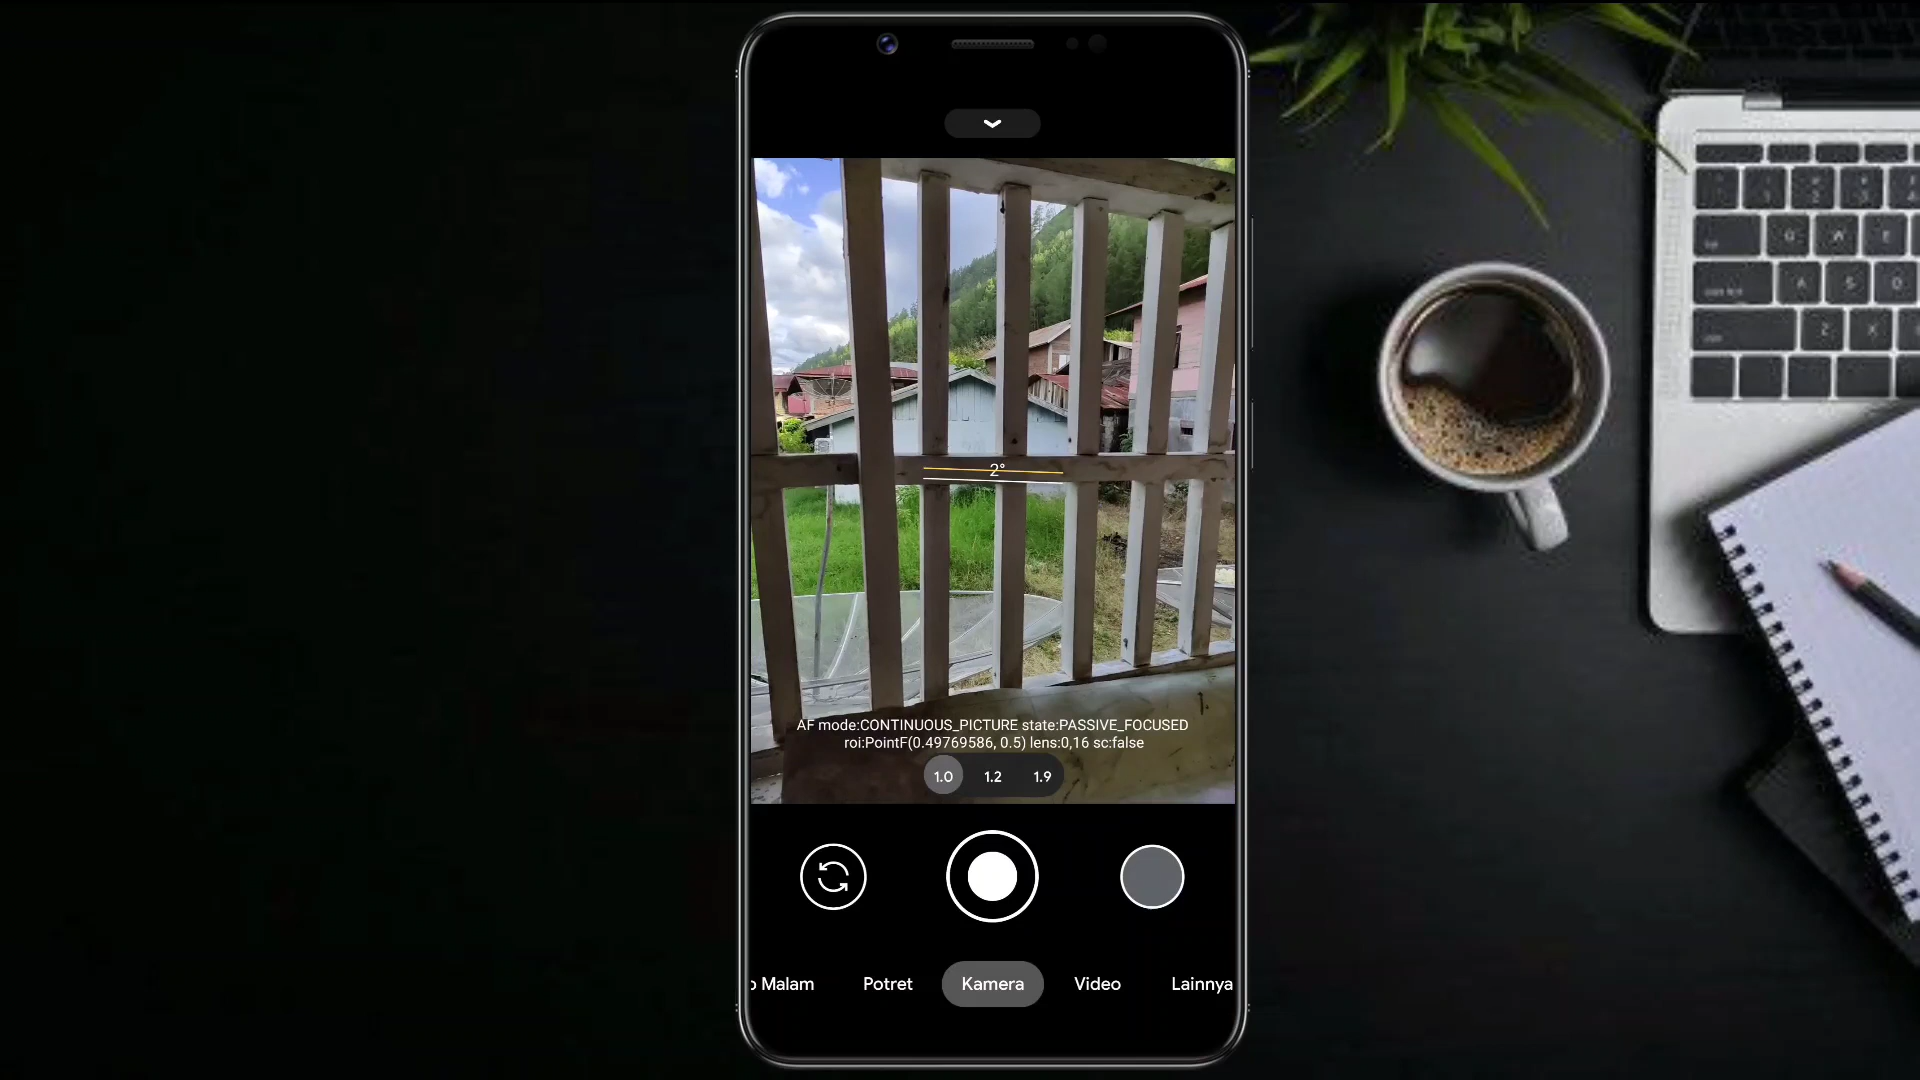 2°
AF mode:CONTINUOUS_PICTURE state:PASSIVE_FOCUSED
roi:PointF(0.49769586, 0.5) lens:0,16 sc:false
1.0 1.2 1.9
Malam Potret Kamera Video Lainnya
Q W E
A S D
Z X